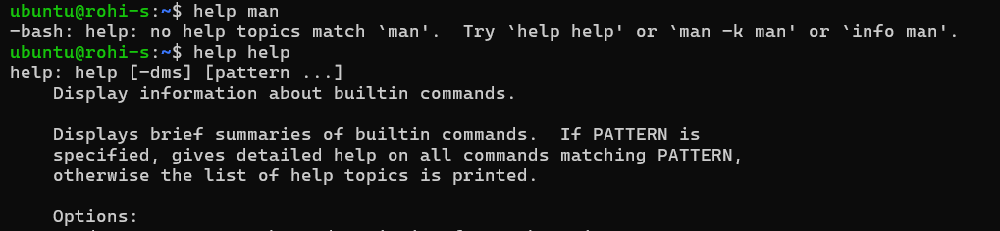 ubuntu@rohi-s:~$ help man
-bash: help: no help topics match `man'.  Try `help help' or `man -k man' or `info man'.
ubuntu@rohi-s:~$ help help
help: help [-dms] [pattern ...]
    Display information about builtin commands.

    Displays brief summaries of builtin commands.  If PATTERN is
    specified, gives detailed help on all commands matching PATTERN,
    otherwise the list of help topics is printed.

    Options: